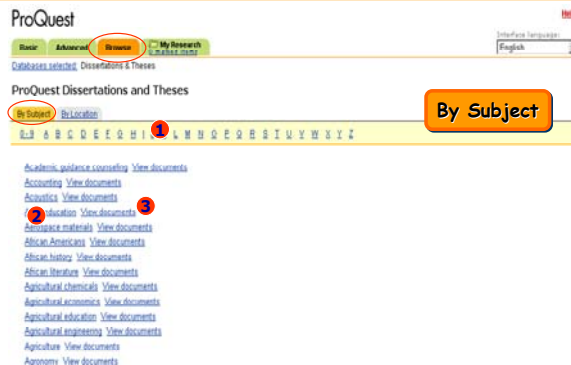 ProQuest
Help
Interface language:
English
Basic Advanced Browse My Research
0 marked items
Databases selected: Dissertations & Theses
ProQuest Dissertations and Theses
By Subject
By Subject By Location
0-9 A B C D E F G H I 1 L M N O P Q R S T U V W X Y Z
Academic guidance counseling View documents
Accounting View documents
Acoustics View documents
education View documents 3
2
Aerospace materials View documents
African Americans View documents
African history View documents
African literature View documents
Agricultural chemicals View documents
Agricultural economics View documents
Agricultural education View documents
Agricultural engineering View documents
Agriculture View documents
Agronomy View documents